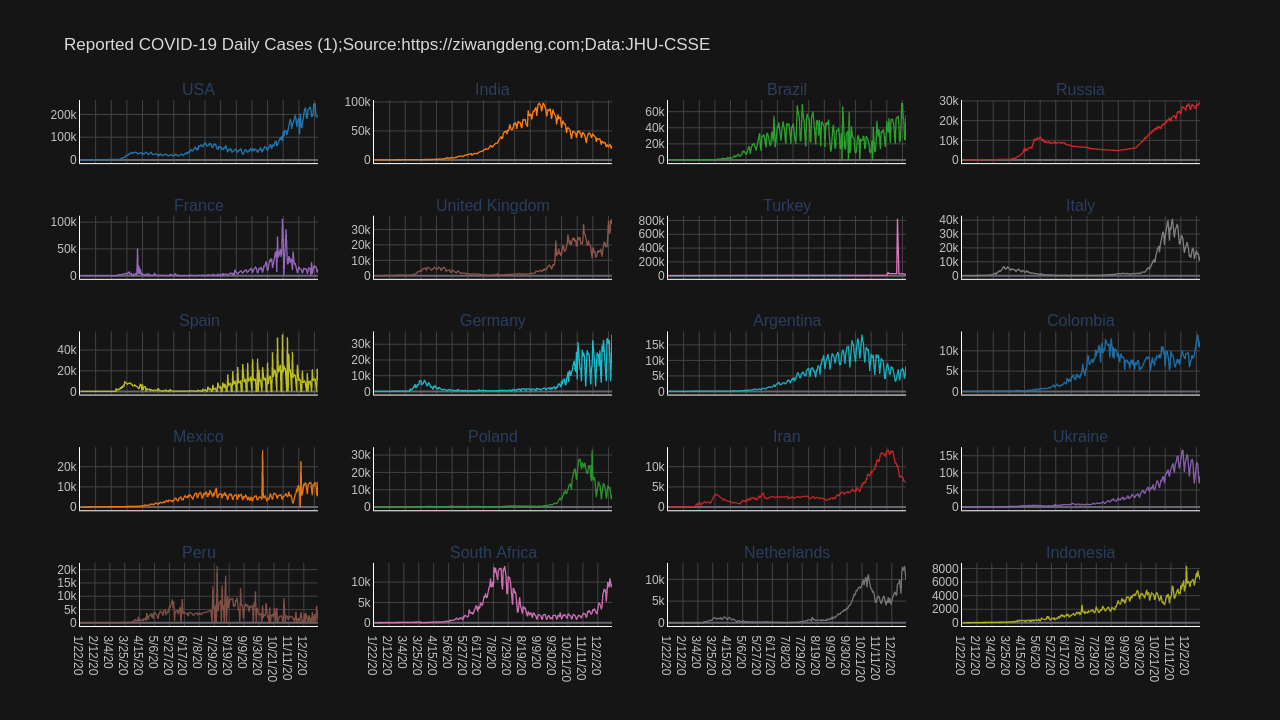 Reported COVID-19 Daily Cases (1);Source:https://ziwangdeng.com;Data:JHU-CSSE
USA India Brazil Russia
200k 100k 0
100k 50k 0
60k 40k 20k 0
30k 20k 10k 0
France United Kingdom Turkey Italy
100k 50k 0
30k 20k 10k 0
800k 600k 400k 200k 0
40k 30k 20k 10k 0
Spain Germany Argentina Colombia
40k 20k 0
30k 20k 10k 0
15k 10k 5k 0
10k 5k 0
Mexico Poland Iran Ukraine
20k 10k 0
30k 20k 10k 0
10k 5k 0
15k 10k 5k 0
Peru South Africa Netherlands Indonesia
20k 15k 10k 5k 0
10k 5k 0
10k 5k 0
8000 6000 4000 2000 0
1/22/20 2/12/20 3/4/20 3/25/20 4/15/20 5/6/20 5/27/20 6/17/20 7/8/20 7/29/20 8/19/20 9/9/20 9/30/20 10/21/20 11/11/20 12/2/20
1/22/20 2/12/20 3/4/20 3/25/20 4/15/20 5/6/20 5/27/20 6/17/20 7/8/20 7/29/20 8/19/20 9/9/20 9/30/20 10/21/20 11/11/20 12/2/20
1/22/20 2/12/20 3/4/20 3/25/20 4/15/20 5/6/20 5/27/20 6/17/20 7/8/20 7/29/20 8/19/20 9/9/20 9/30/20 10/21/20 11/11/20 12/2/20
1/22/20 2/12/20 3/4/20 3/25/20 4/15/20 5/6/20 5/27/20 6/17/20 7/8/20 7/29/20 8/19/20 9/9/20 9/30/20 10/21/20 11/11/20 12/2/20